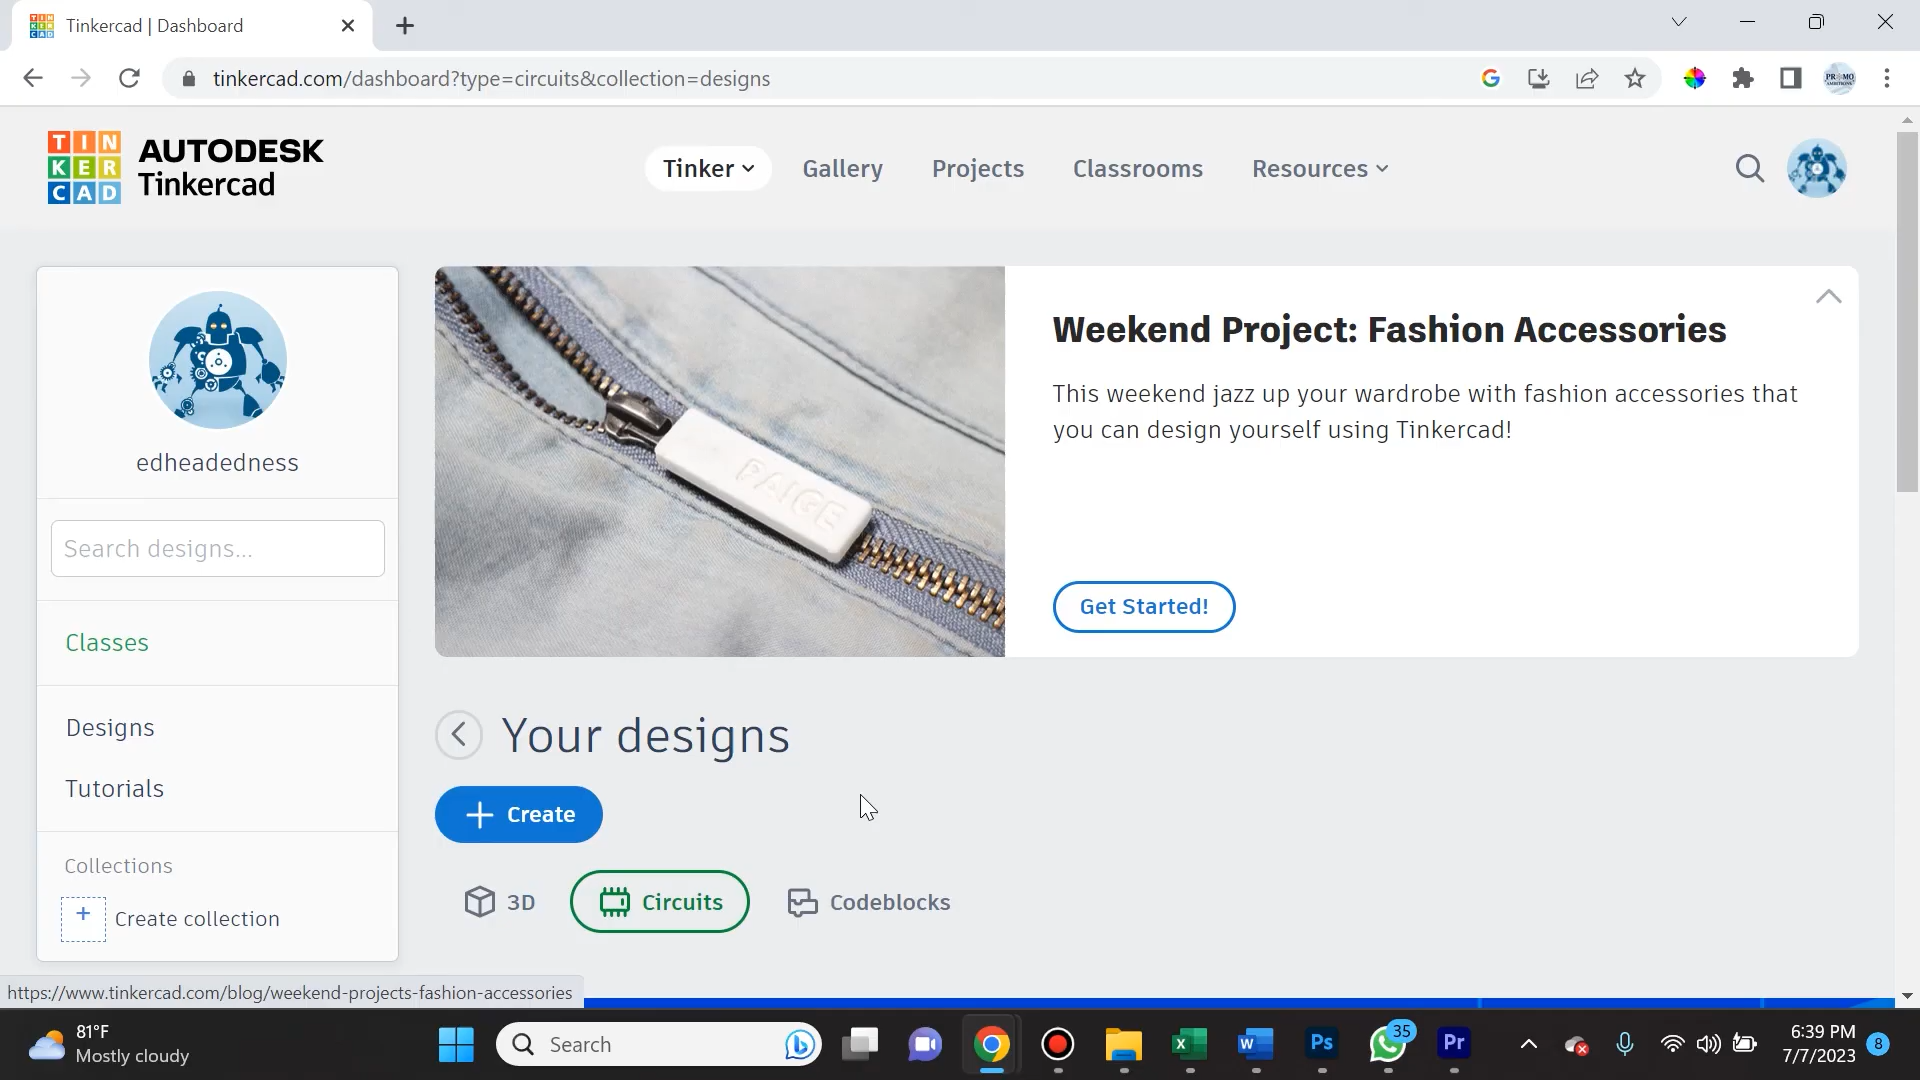 Tinkercad | Dashboard
tinkercad.com/dashboard?type=circuits&collection=designs
PROMO
TIN
KER
CAD
AUTODESK
Tinkercad
Tinker
Gallery
Projects
Classrooms
Resources
edheadedness
Search designs...
Classes
Designs
Tutorials
Collections
+ Create collection
PAIGE
Weekend Project: Fashion Accessories
This weekend jazz up your wardrobe with fashion accessories that
you can design yourself using Tinkercad!
Get Started!
Your designs
+ Create
3D
Circuits
Codeblocks
https://www.tinkercad.com/blog/weekend-projects-fashion-accessories
81°F
Mostly cloudy
Search
X
W
Ps
35
Pr
6:39 PM
7/7/2023
8